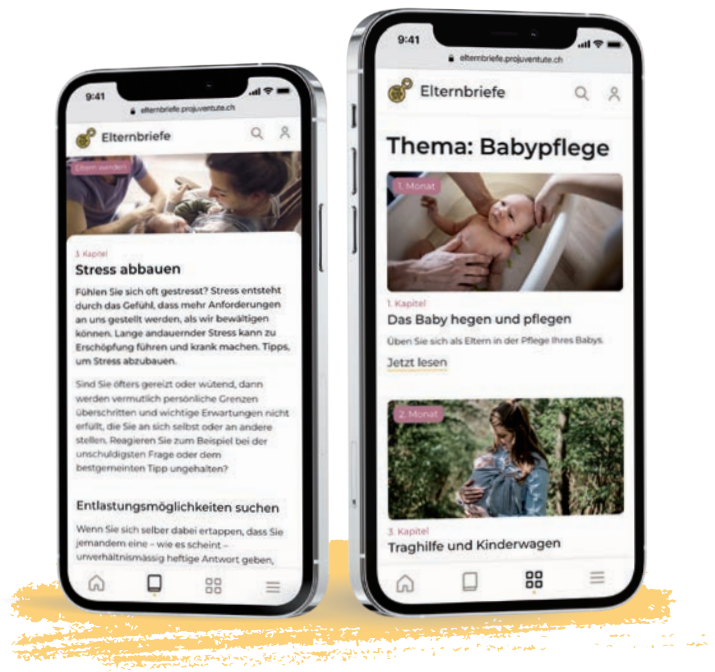 9:41
elternbriefe.projuventute.ch
Elternbriefe
Eltern werden
3. Kapitel
Stress abbauen
Fühlen Sie sich oft gestresst? Stress entsteht
durch das Gefühl, dass mehr Anforderungen
an uns gestellt werden, als wir bewältigen
können. Lange andauernder Stress kann zu
Erschöpfung führen und krank machen. Tipps,
um Stress abzubauen.
Sind Sie öfters gereizt oder wütend, dann
werden vermutlich persönliche Grenzen
überschritten und wichtige Erwartungen nicht
erfüllt, die Sie an sich selbst oder an andere
stellen. Reagieren Sie zum Beispiel bei der
unschuldigsten Frage oder dem
bestgemeinten Tipp ungehalten?
Entlastungsmöglichkeiten suchen
Wenn Sie sich selber dabei ertappen, dass Sie
jemandem eine – wie es scheint –
unverhältnismässig heftige Antwort geben,
9:41
elternbriefe.projuventute.ch
Elternbriefe
Thema: Babypflege
1. Monat
1. Kapitel
Das Baby hegen und pflegen
Üben Sie sich als Eltern in der Pflege Ihres Babys.
Jetzt lesen
2. Monat
3. Kapitel
Traghilfe und Kinderwagen